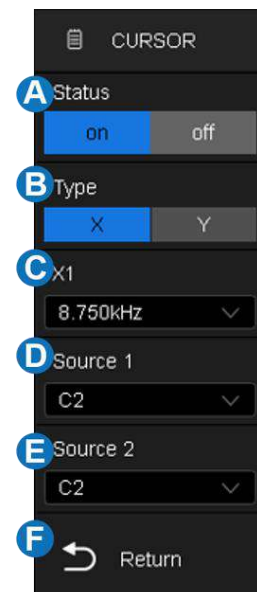 CURSOR
A Status
on off
B Type
X Y
C X1
8.750kHz
D Source 1
C2
E Source 2
C2
F
Return